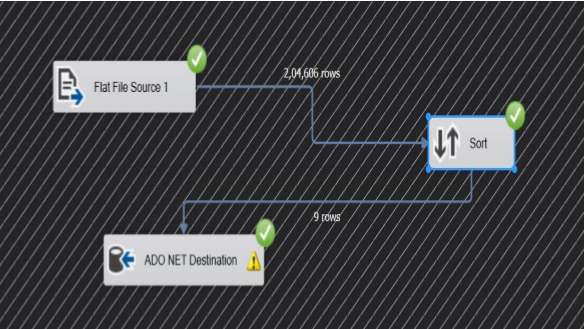 Flat File Source 1
2,04,606 rows
Sort
9 rows
ADO NET Destination